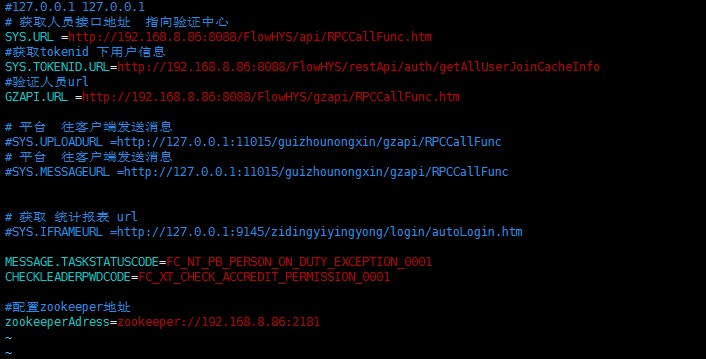 #127.0.0.1 127.0.0.1
# 获取人员接口地址  指向验证中心
SYS.URL =http://192.168.8.86:8088/FlowHYS/api/RPCCallFunc.htm
#获取tokenid 下用户信息
SYS.TOKENID.URL=http://192.168.8.86:8088/FlowHYS/restApi/auth/getAllUserJoinCacheInfo
#验证人员url
GZAPI.URL =http://192.168.8.86:8088/FlowHYS/gzapi/RPCCallFunc.htm
# 平台  往客户端发送消息
#SYS.UPLOADURL =http://127.0.0.1:11015/guizhounongxin/gzapi/RPCCallFunc
# 平台  往客户端发送消息
#SYS.MESSAGEURL =http://127.0.0.1:11015/guizhounongxin/gzapi/RPCCallFunc
# 获取 统计报表 url
#SYS.IFRAMEURL =http://127.0.0.1:9145/zidingyiyingyong/login/autoLogin.htm
MESSAGE.TASKSTATUSCODE=FC_NT_PB_PERSON_ON_DUTY_EXCEPTION_0001
CHECKLEADERPWDCODE=FC_XT_CHECK_ACCREDIT_PERMISSION_0001
#配置zookeeper地址
zookeeperAdress=zookeeper://192.168.8.86:2181
~
~